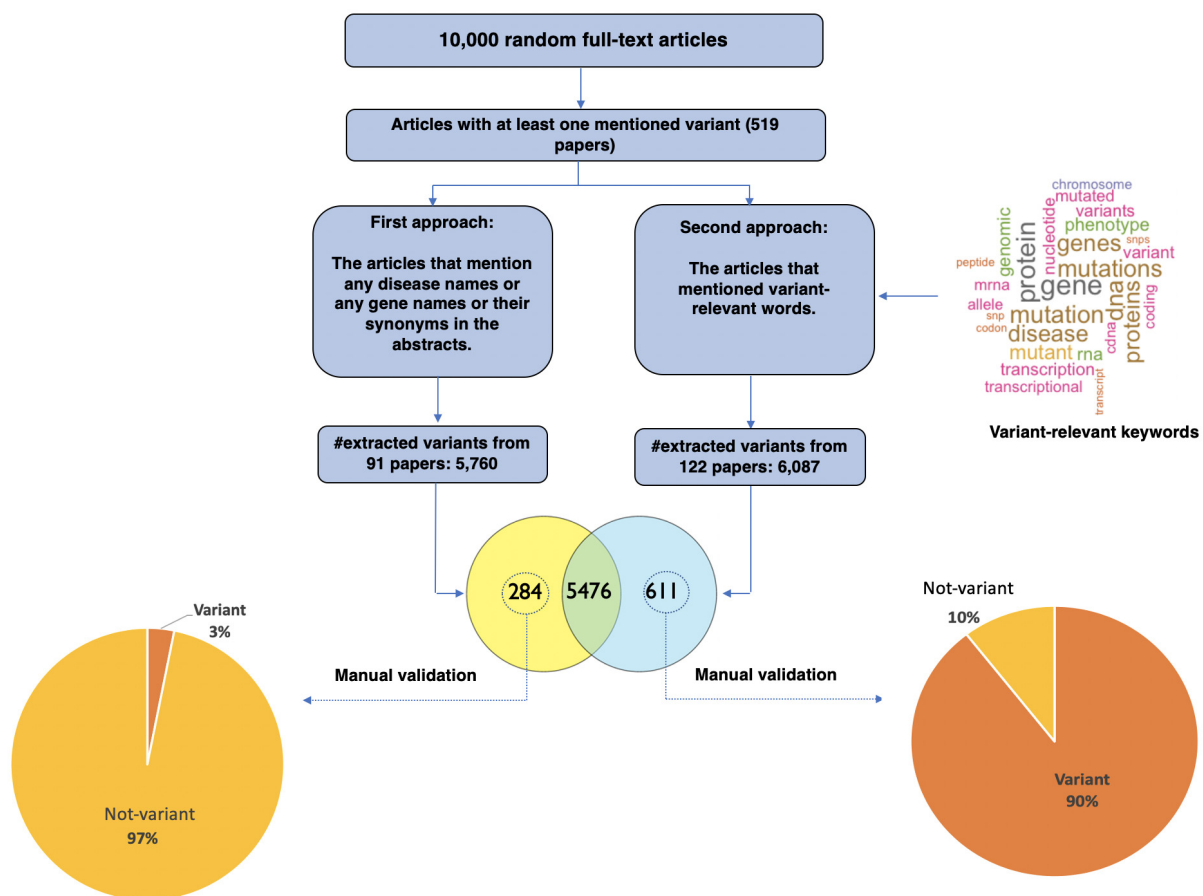 10,000 random full-text articles
Articles with at least one mentioned variant (519
papers)
First approach:
The articles that mention
any disease names or
any gene names or their
synonyms in the
abstracts.
Second approach:
The articles that
mentioned variant-
relevant words.
chromosome
mutated
variants
phenotype
genomic
protein
nucleotide
genes
snps
variant
peptide
mutations
mrna
gene
dna
proteins
coding
allele
snp
mutation
codon
disease
cdna
mutant
rna
transcription
transcriptional
transcript
Variant-relevant keywords
#extracted variants from
91 papers: 5,760
#extracted variants from
122 papers: 6,087
284
5476
611
Manual validation
Manual validation
Variant
3%
Not-variant
97%
Not-variant
10%
Variant
90%